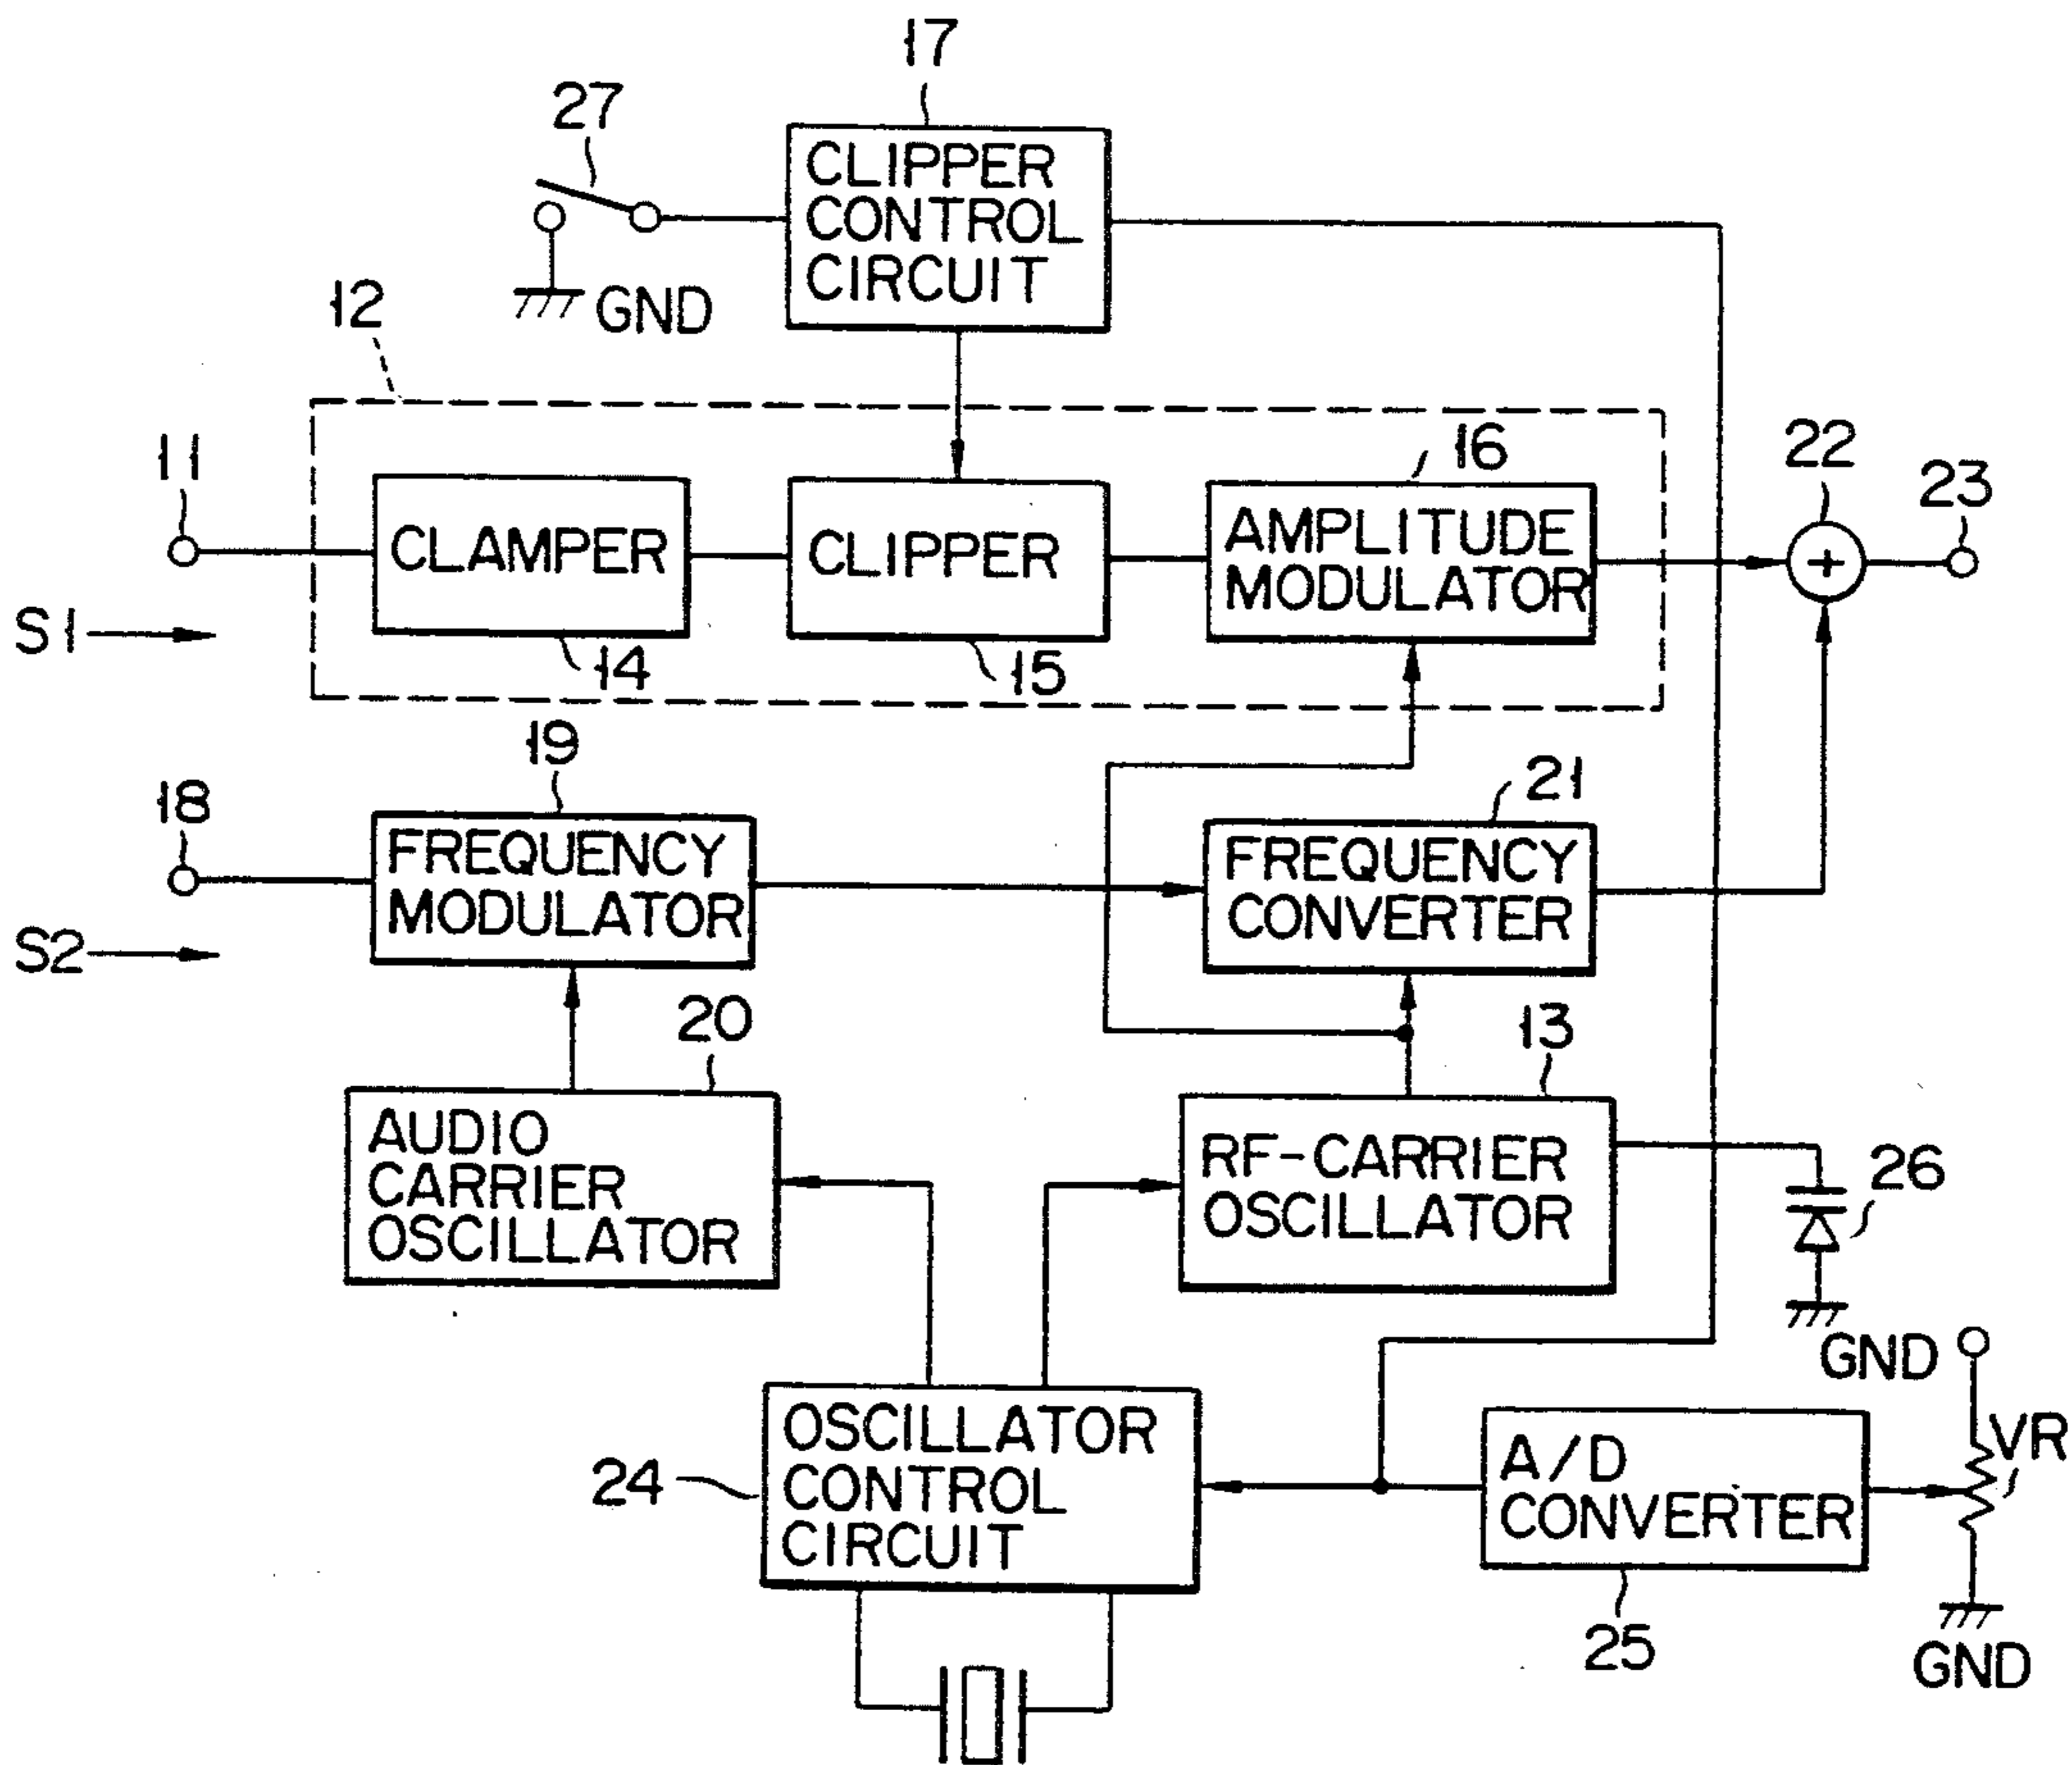 17
27
CLIPPER
CONTROL
CIRCUIT
12
GND
11
16
22
23
CLAMPER
CLIPPER
AMPLITUDE
MODULATOR
+
S1
14
15
19
21
18
FREQUENCY
MODULATOR
FREQUENCY
CONVERTER
S2
20
13
AUDIO
CARRIER
OSCILLATOR
RF-CARRIER
OSCILLATOR
26
GND
24
OSCILLATOR
CONTROL
CIRCUIT
A/D
CONVERTER
VR
25
GND